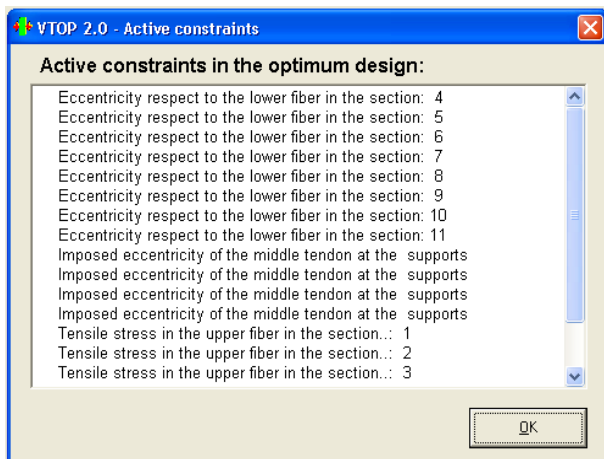 VTOP 2.0 - Active constraints
Active constraints in the optimum design:
Eccentricity respect to the lower fiber in the section: 4
Eccentricity respect to the lower fiber in the section: 5
Eccentricity respect to the lower fiber in the section: 6
Eccentricity respect to the lower fiber in the section: 7
Eccentricity respect to the lower fiber in the section: 8
Eccentricity respect to the lower fiber in the section: 9
Eccentricity respect to the lower fiber in the section: 10
Eccentricity respect to the lower fiber in the section: 11
Imposed eccentricity of the middle tendon at the supports
Imposed eccentricity of the middle tendon at the supports
Imposed eccentricity of the middle tendon at the supports
Imposed eccentricity of the middle tendon at the supports
Tensile stress in the upper fiber in the section..: 1
Tensile stress in the upper fiber in the section..: 2
Tensile stress in the upper fiber in the section..: 3
OK